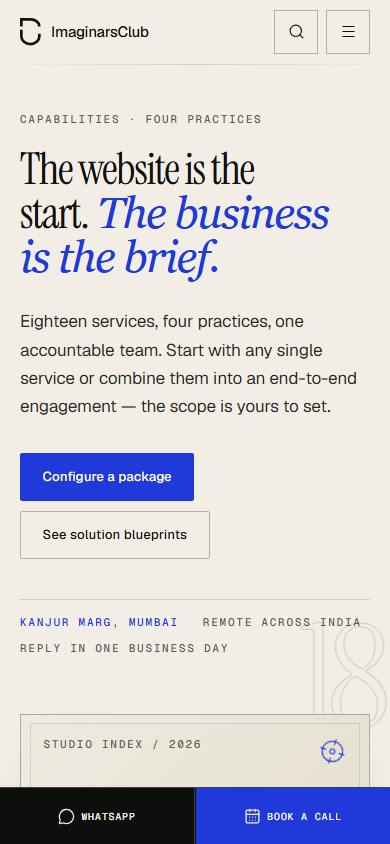 ImaginarsClub
CAPABILITIES · FOUR PRACTICES
The website is the
start. The business
is the brief.
Eighteen services, four practices, one
accountable team. Start with any single
service or combine them into an end-to-end
engagement — the scope is yours to set.
Configure a package
See solution blueprints
KANJUR MARG, MUMBAI REMOTE ACROSS INDIA
REPLY IN ONE BUSINESS DAY
18
STUDIO INDEX / 2026
WHATSAPP
BOOK A CALL